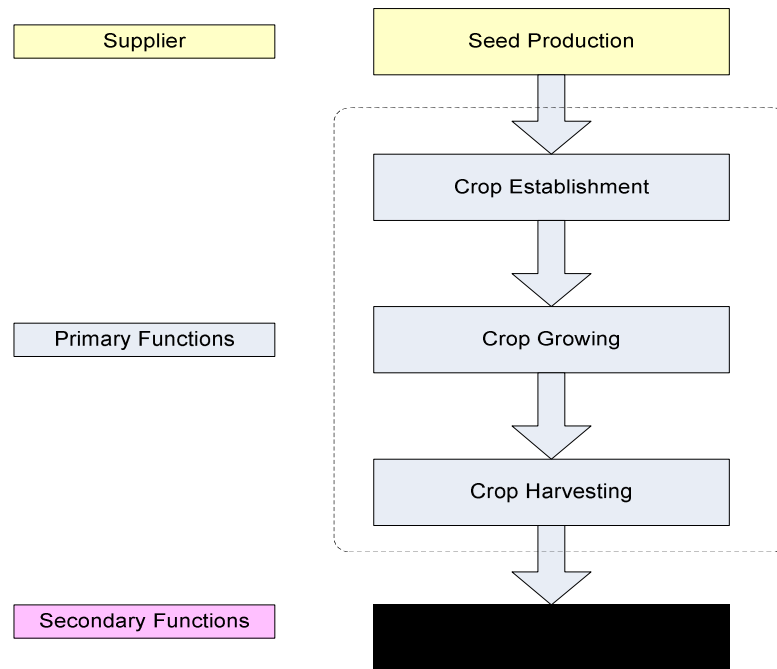 Supplier
Seed Production
Crop Establishment
Primary Functions
Crop Growing
Crop Harvesting
Secondary Functions